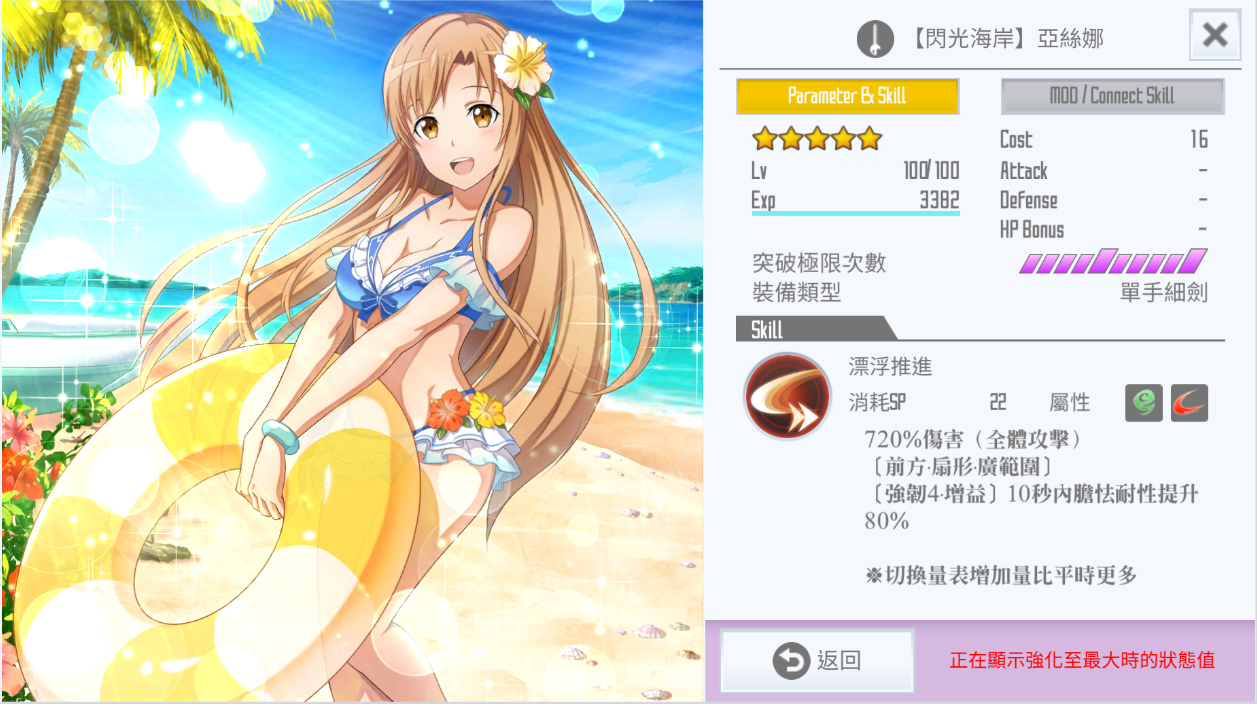 【閃光海岸】亞絲娜
Parameter & Skill
MOD / Connect Skill
Lv 100/100
Exp 3382
Cost 16
Attack -
Defense -
HP Bonus -
突破極限次數
裝備類型 單手細劍
Skill
漂浮推進
消耗SP 22 屬性
720%傷害（全體攻擊）
〔前方·扇形·廣範圍〕
〔強韌4·增益〕10秒內膽怯耐性提升
80%
※切換量表增加量比平時更多
返回
正在顯示強化至最大時的狀態值